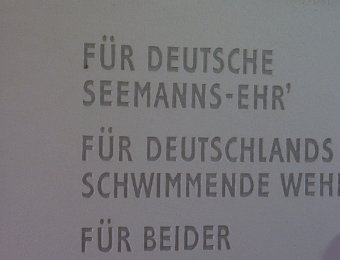 FÜR DEUTSCHE
SEEMANNS-EHR'
FÜR DEUTSCHLANDS
SCHWIMMENDE WEH
FÜR BEIDER